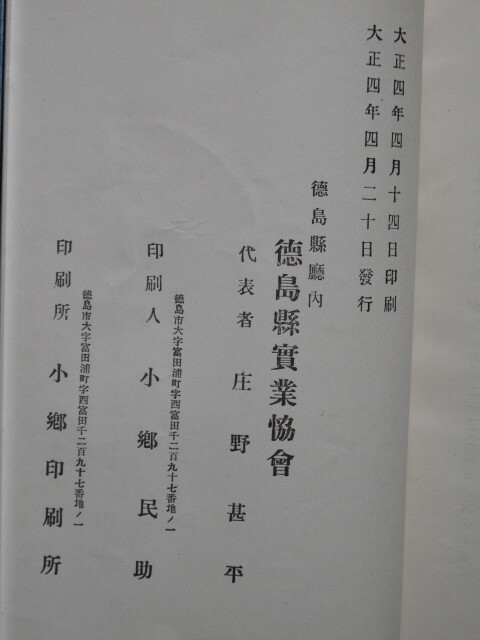 大正四年四月十四日印刷
大正四年四月二十日發行
德島縣廳內
德島縣實業恊會
代表者 庄野甚平
德島市大字富田浦町字西富田千二百九十七番地ノ一
印刷人 小鄕民助
德島市大字富田浦町字西富田千二百九十七番地ノ一
印刷所 小鄕印刷所